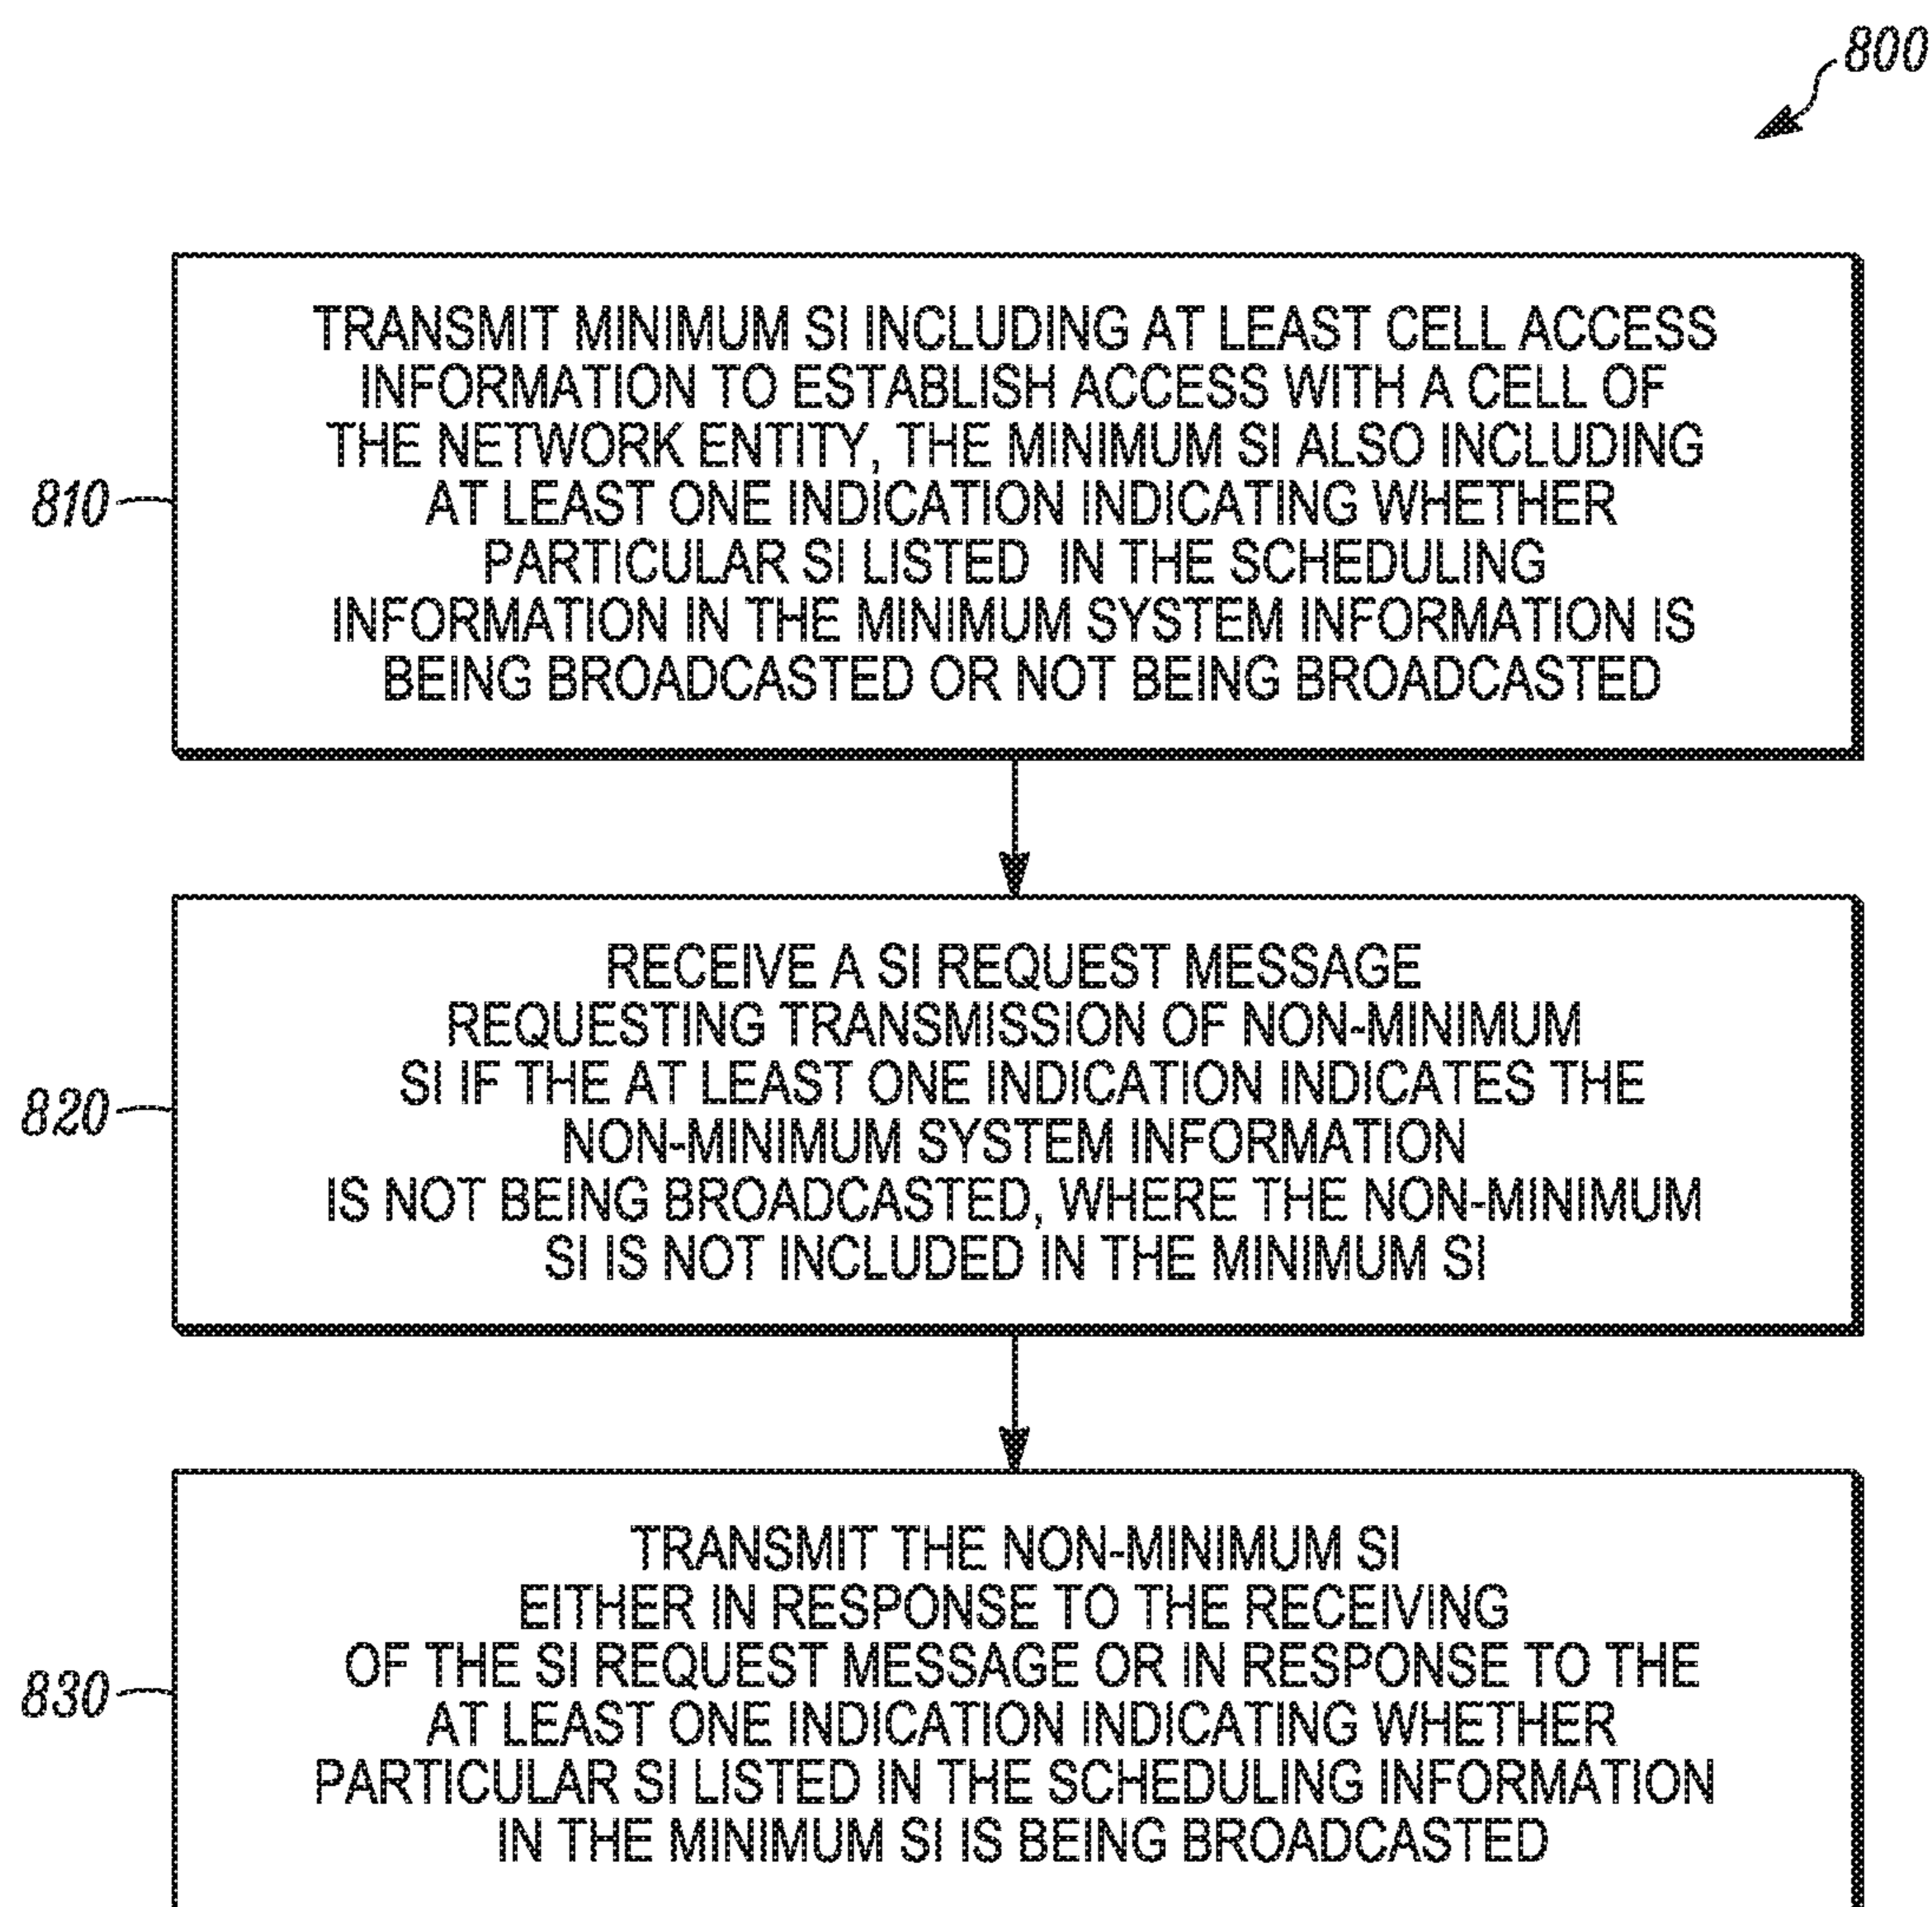 800
TRANSMIT MINIMUM SI INCLUDING AT LEAST CELL ACCESS
INFORMATION TO ESTABLISH ACCESS WITH A CELL OF
THE NETWORK ENTITY, THE MINIMUM SI ALSO INCLUDING
AT LEAST ONE INDICATION INDICATING WHETHER
PARTICULAR SI LISTED IN THE SCHEDULING
INFORMATION IN THE MINIMUM SYSTEM INFORMATION IS
BEING BROADCASTED OR NOT BEING BROADCASTED
810
RECEIVE A SI REQUEST MESSAGE
REQUESTING TRANSMISSION OF NON-MINIMUM
SI IF THE AT LEAST ONE INDICATION INDICATES THE
NON-MINIMUM SYSTEM INFORMATION
IS NOT BEING BROADCASTED, WHERE THE NON-MINIMUM
SI IS NOT INCLUDED IN THE MINIMUM SI
820
TRANSMIT THE NON-MINIMUM SI
EITHER IN RESPONSE TO THE RECEIVING
OF THE SI REQUEST MESSAGE OR IN RESPONSE TO THE
AT LEAST ONE INDICATION INDICATING WHETHER
PARTICULAR SI LISTED IN THE SCHEDULING INFORMATION
IN THE MINIMUM SI IS BEING BROADCASTED
830